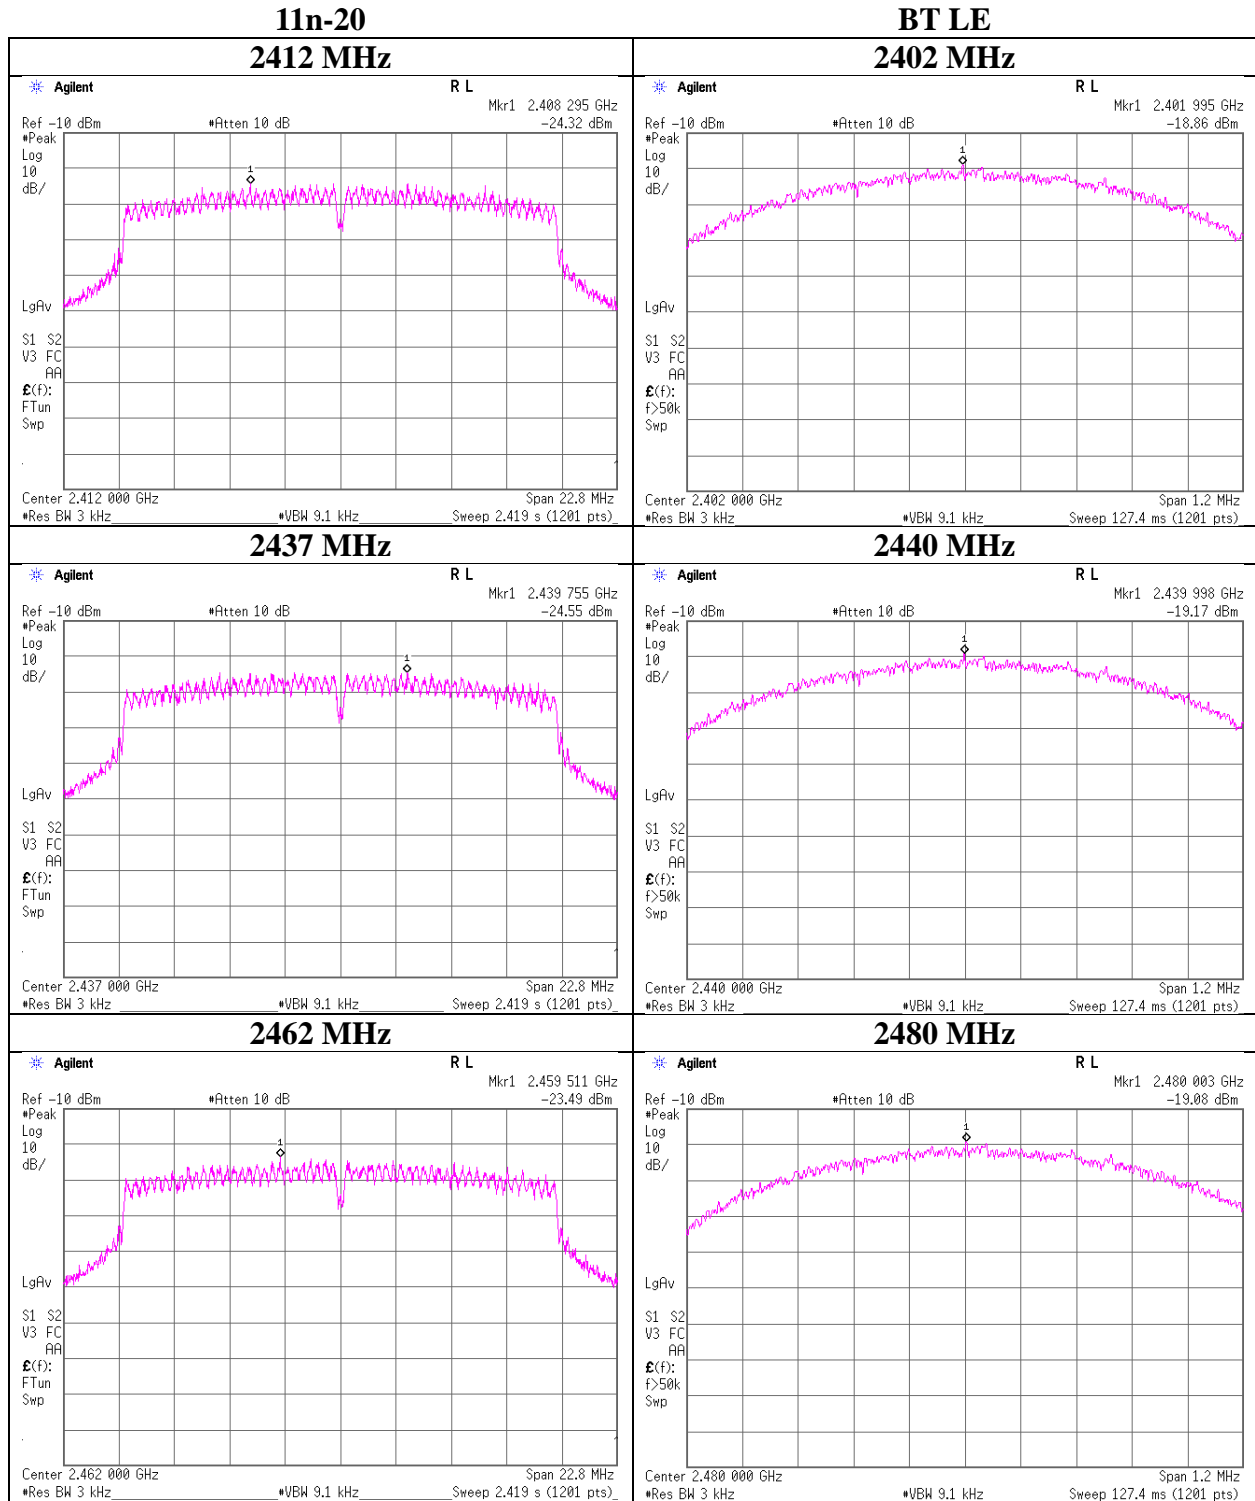 11n-20 BT LE
2412 MHz 2402 MHz
Agilent R L
Mkr1 2.408 295 GHz
Ref -10 dBm #Atten 10 dB -24.32 dBm
#Peak
Log
10
dB/
1
LgAv
S1 S2
V3 FC
AA
£(f):
FTun
Swp
Center 2.412 000 GHz Span 22.8 MHz
#Res BW 3 kHz #VBW 9.1 kHz Sweep 2.419 s (1201 pts)
Agilent R L
Mkr1 2.401 995 GHz
Ref -10 dBm #Atten 10 dB -18.86 dBm
#Peak
Log
10
dB/
1
LgAv
S1 S2
V3 FC
AA
£(f):
f>50k
Swp
Center 2.402 000 GHz Span 1.2 MHz
#Res BW 3 kHz #VBW 9.1 kHz Sweep 127.4 ms (1201 pts)
2437 MHz 2440 MHz
Agilent R L
Mkr1 2.439 755 GHz
Ref -10 dBm #Atten 10 dB -24.55 dBm
#Peak
Log
10
dB/
1
LgAv
S1 S2
V3 FC
AA
£(f):
FTun
Swp
Center 2.437 000 GHz Span 22.8 MHz
#Res BW 3 kHz #VBW 9.1 kHz Sweep 2.419 s (1201 pts)
Agilent R L
Mkr1 2.439 998 GHz
Ref -10 dBm #Atten 10 dB -19.17 dBm
#Peak
Log
10
dB/
1
LgAv
S1 S2
V3 FC
AA
£(f):
f>50k
Swp
Center 2.440 000 GHz Span 1.2 MHz
#Res BW 3 kHz #VBW 9.1 kHz Sweep 127.4 ms (1201 pts)
2462 MHz 2480 MHz
Agilent R L
Mkr1 2.459 511 GHz
Ref -10 dBm #Atten 10 dB -23.49 dBm
#Peak
Log
10
dB/
1
LgAv
S1 S2
V3 FC
AA
£(f):
FTun
Swp
Center 2.462 000 GHz Span 22.8 MHz
#Res BW 3 kHz #VBW 9.1 kHz Sweep 2.419 s (1201 pts)
Agilent R L
Mkr1 2.480 003 GHz
Ref -10 dBm #Atten 10 dB -19.08 dBm
#Peak
Log
10
dB/
1
LgAv
S1 S2
V3 FC
AA
£(f):
f>50k
Swp
Center 2.480 000 GHz Span 1.2 MHz
#Res BW 3 kHz #VBW 9.1 kHz Sweep 127.4 ms (1201 pts)